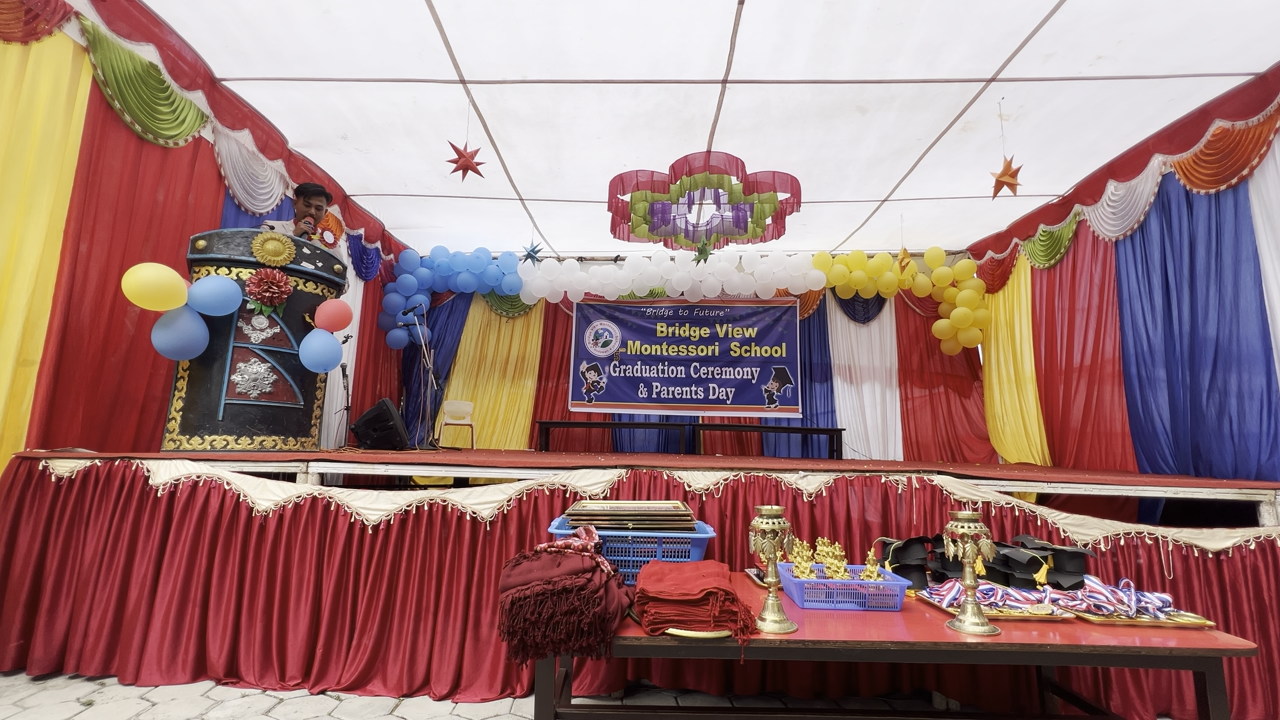 "Bridge to Future"
Bridge View
Montessori School
Graduation Ceremony
& Parents Day